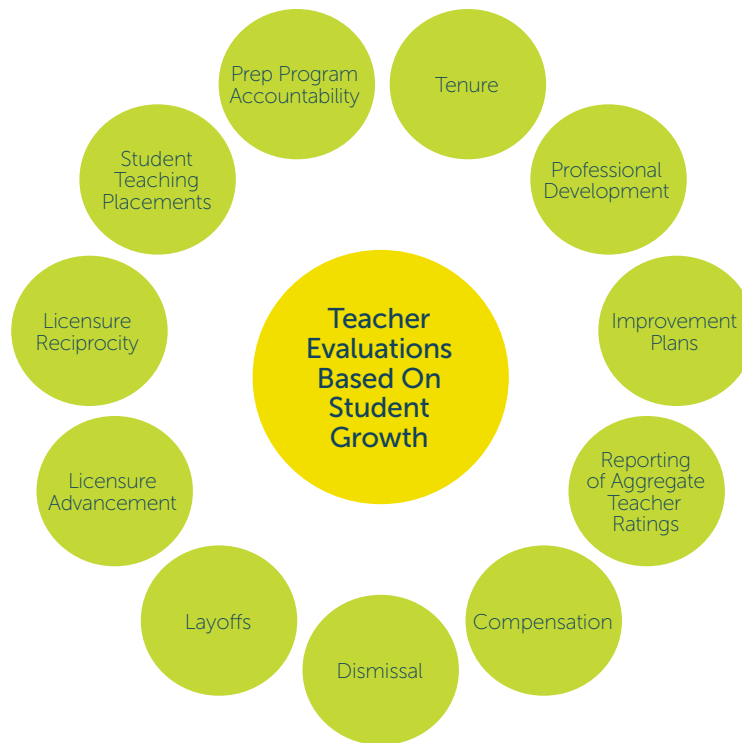 Prep Program
Accountability
Tenure
Student
Teaching
Placements
Professional
Development
Licensure
Reciprocity
Teacher
Evaluations
Based On
Student
Growth
Improvement
Plans
Licensure
Advancement
Reporting
of Aggregate
Teacher
Ratings
Layoffs
Compensation
Dismissal